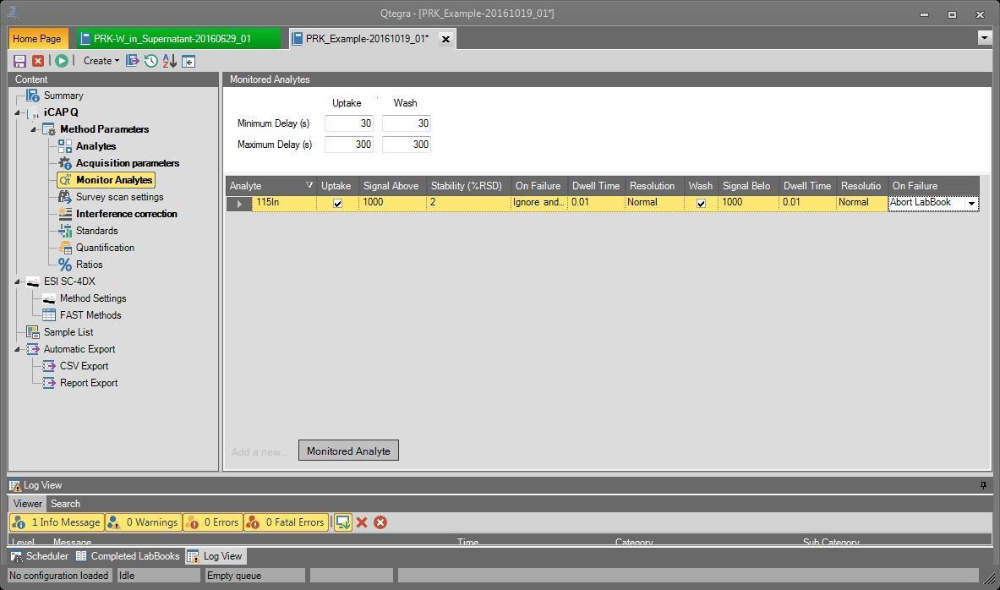 Qtegra - [PRK_Example-20161019_01*]
Home Page PRK-W_in_Supernatant-20160629_01 PRK_Example-20161019_01*
Create
Content
Summary
iCAP Q
Method Parameters
Analytes
Acquisition parameters
Qt Monitor Analytes
Survey scan settings
Interference correction
Standards
Quantification
% Ratios
ESI SC-4DX
Method Settings
FAST Methods
Sample List
Automatic Export
CSV Export
Report Export
Monitored Analytes
Uptake Wash
Minimum Delay (s) 30 30
Maximum Delay (s) 300 300
Analyte Uptake Signal Above Stability (%RSD) On Failure Dwell Time Resolution Wash Signal Belo Dwell Time Resolutio On Failure
115In 1000 2 Ignore and... 0.01 Normal 1000 0.01 Normal Abort LabBook
Add a new... Monitored Analyte
Log View
Viewer Search
1 Info Message 0 Warnings 0 Errors 0 Fatal Errors
Level Message Time Category Sub Category
Scheduler Completed LabBooks Log View
No configuration loaded Idle Empty queue